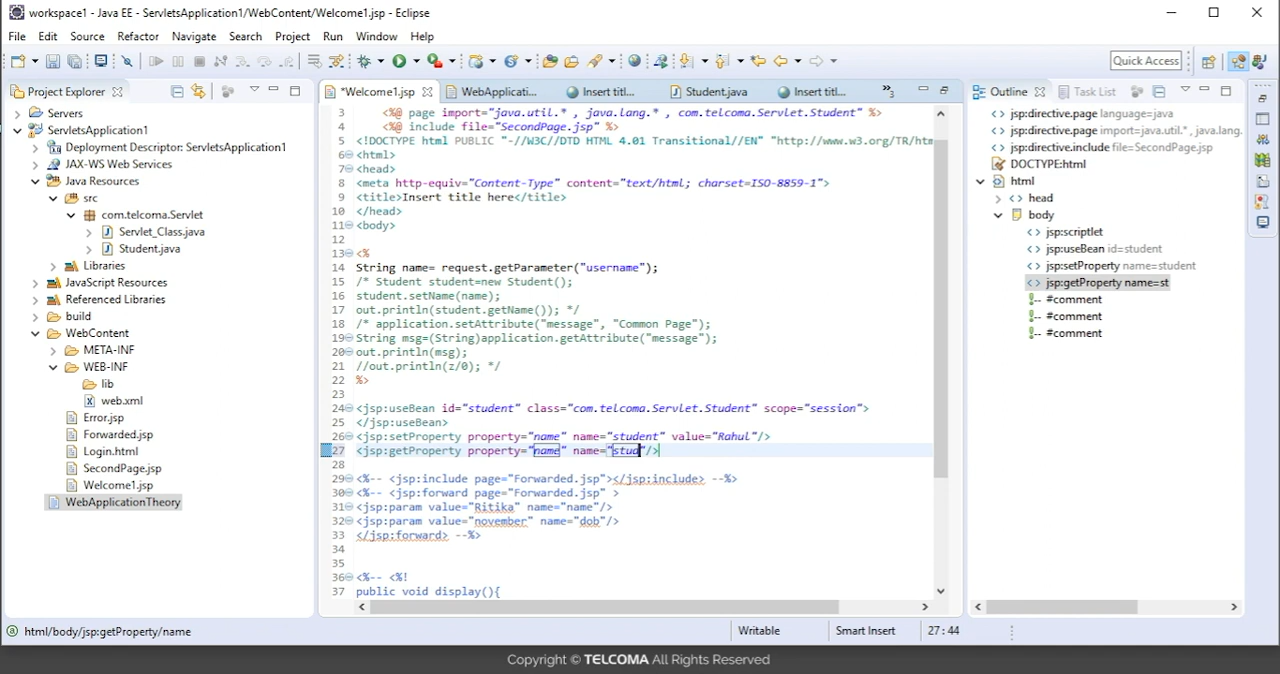 workspace1 - Java EE - ServletsApplication1/WebContent/Welcome1.jsp - Eclipse
File Edit Source Refactor Navigate Search Project Run Window Help
Quick Access
Project Explorer
*Welcome1.jsp WebApplicati... Insert titl... Student.java Insert titl... »5
Outline Task List
Servers
ServletsApplication1
Deployment Descriptor: ServletsApplication1
JAX-WS Web Services
Java Resources
src
com.telcoma.Servlet
Servlet_Class.java
Student.java
Libraries
JavaScript Resources
Referenced Libraries
build
WebContent
META-INF
WEB-INF
lib
web.xml
Error.jsp
Forwarded.jsp
Login.html
SecondPage.jsp
Welcome1.jsp
WebApplicationTheory
3 <%@ page import="java.util.* , java.lang.* , com.telcoma.Servlet.Student" %>
4 <%@ include file="SecondPage.jsp" %>
5 <!DOCTYPE html PUBLIC "-//W3C//DTD HTML 4.01 Transitional//EN" "http://www.w3.org/TR/htm
6 <html>
7 <head>
8 <meta http-equiv="Content-Type" content="text/html; charset=ISO-8859-1">
9 <title>Insert title here</title>
10 </head>
11 <body>
12
13 <%
14 String name= request.getParameter("username");
15 /* Student student=new Student();
16 student.setName(name);
17 out.println(student.getName()); */
18 /* application.setAttribute("message", "Common Page");
19 String msg=(String)application.getAttribute("message");
20 out.println(msg);
21 //out.println(z/0); */
22 %>
23
24 <jsp:useBean id="student" class="com.telcoma.Servlet.Student" scope="session">
25 </jsp:useBean>
26 <jsp:setProperty property="name" name="student" value="Rahul"/>
27 <jsp:getProperty property="name" name="stud"/>
28
29 <%-- <jsp:include page="Forwarded.jsp"></jsp:include> --%>
30 <%-- <jsp:forward page="Forwarded.jsp" >
31 <jsp:param value="Ritika" name="name"/>
32 <jsp:param value="november" name="dob"/>
33 </jsp:forward> --%>
34
35
36 <%-- <%!
37 public void display(){
jsp:directive.page language=java
jsp:directive.page import=java.util.* , java.lang.
jsp:directive.include file=SecondPage.jsp
DOCTYPE:html
html
head
body
jsp:scriptlet
jsp:useBean id=student
jsp:setProperty name=student
jsp:getProperty name=st
#comment
#comment
#comment
html/body/jsp:getProperty/name Writable Smart Insert 27:44
Copyright © TELCOMA All Rights Reserved